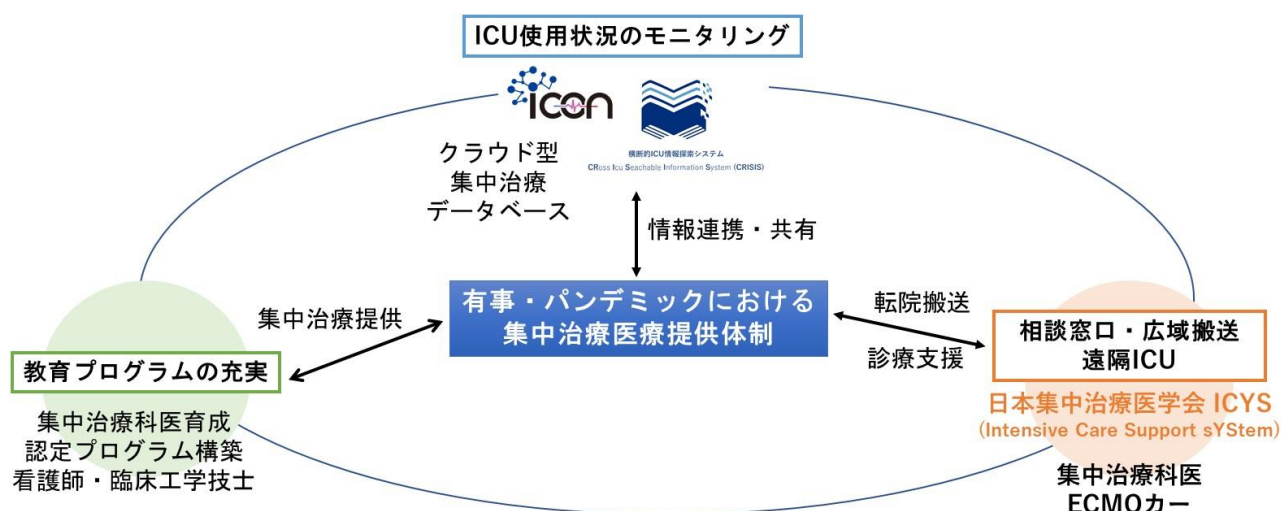 ICU使用状況のモニタリング
icon
クラウド型
集中治療
データベース
横断的ICU情報探索システム
CRoss Icu Seachable Information System (CRISIS)
情報連携・共有
有事・パンデミックにおける
集中治療医療提供体制
集中治療提供
教育プログラムの充実
集中治療科医育成
認定プログラム構築
看護師・臨床工学技士
転院搬送
診療支援
相談窓口・広域搬送
遠隔ICU
日本集中治療医学会 ICYS
(Intensive Care Support sYStem)
集中治療科医
ECMOカー